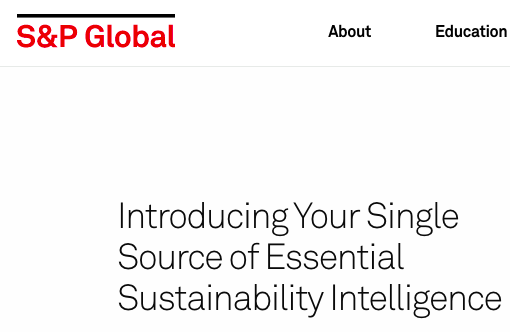 S&P Global
About
Education
Introducing Your Single
Source of Essential
Sustainability Intelligence